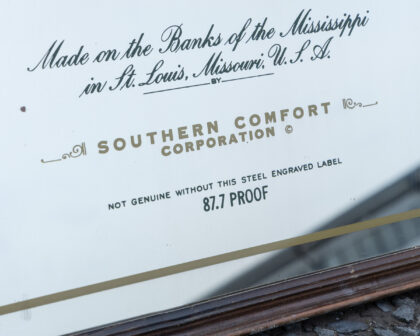 Made on the Banks of the Mississippi
in St. Louis, Missouri, U.S.A.
BY
SOUTHERN COMFORT
CORPORATION ©
NOT GENUINE WITHOUT THIS STEEL ENGRAVED LABEL
87.7 PROOF